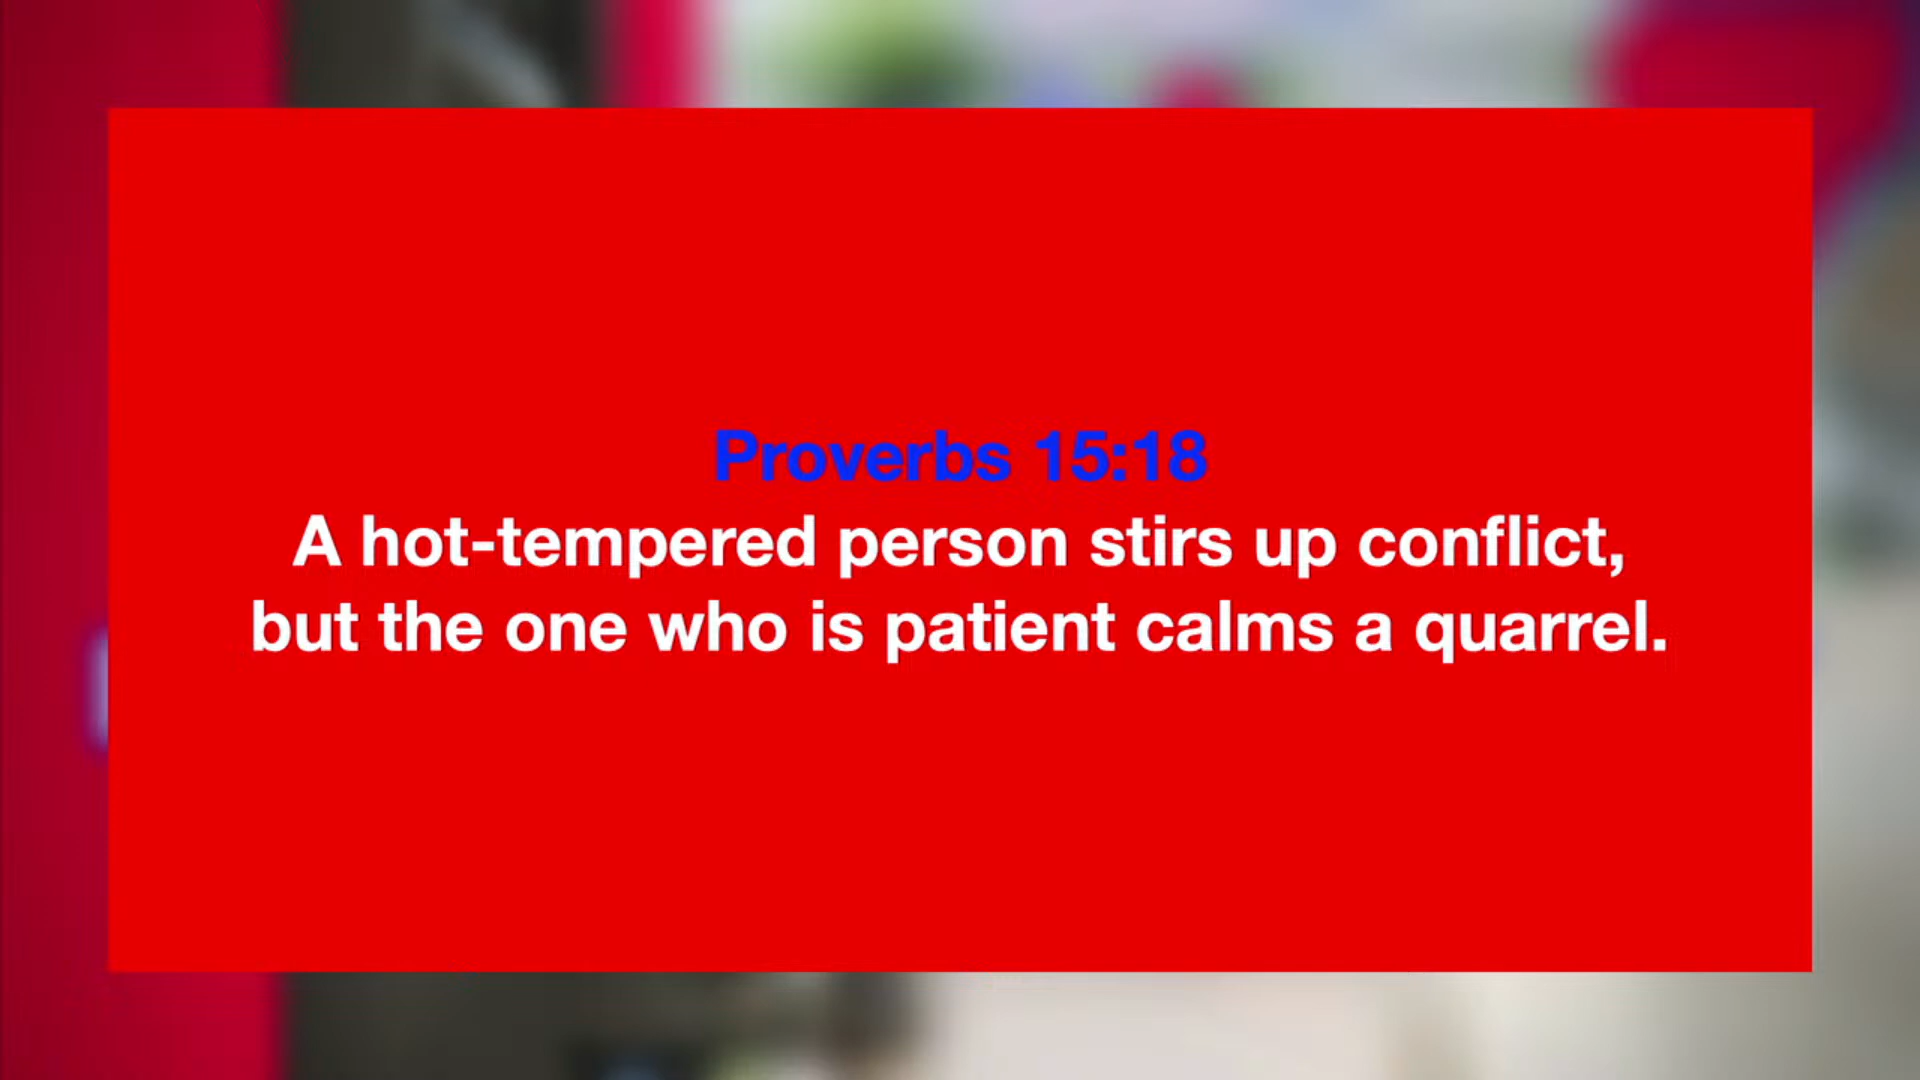 Proverbs 15:18
A hot-tempered person stirs up conflict,
but the one who is patient calms a quarrel.